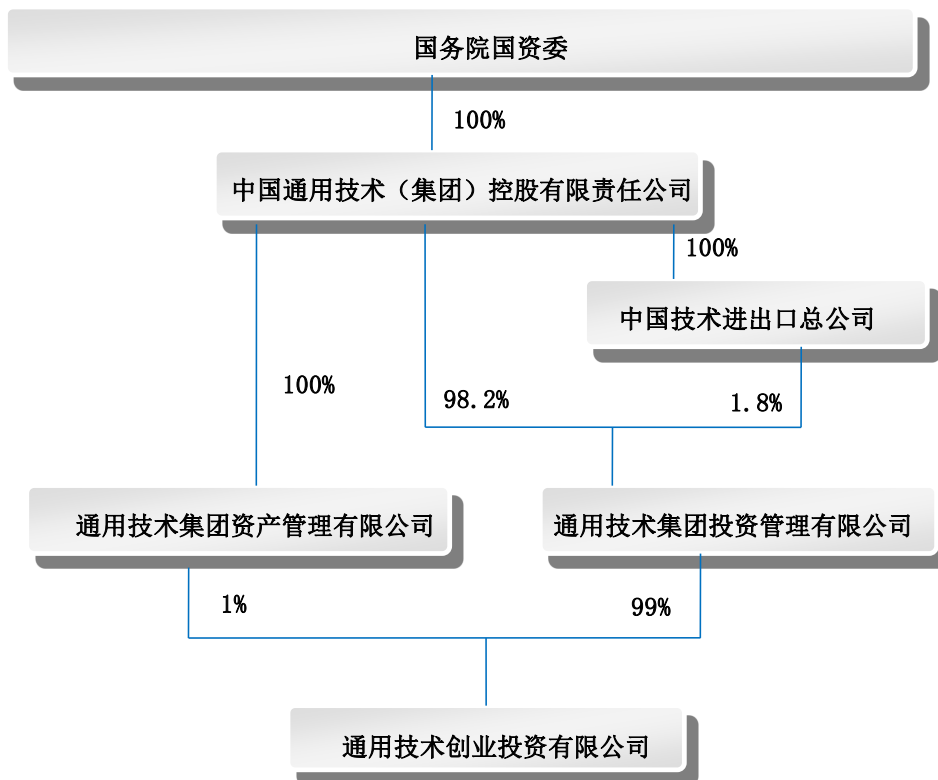 国务院国资委
100%
中国通用技术（集团）控股有限责任公司
100%
中国技术进出口总公司
100%
98.2%
1.8%
通用技术集团资产管理有限公司
通用技术集团投资管理有限公司
1%
99%
通用技术创业投资有限公司